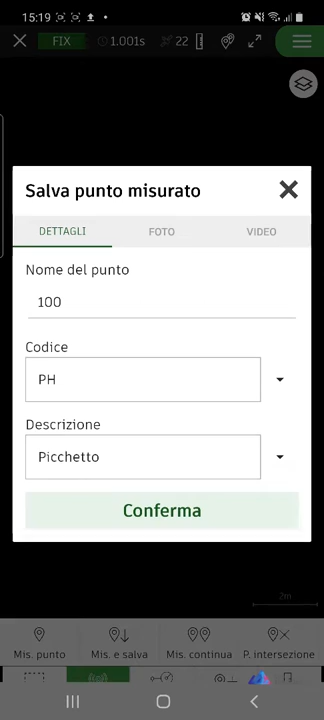 15:19
FIX 1.001s 22
Salva punto misurato
DETTAGLI FOTO VIDEO
Nome del punto
100
Codice
PH
Descrizione
Picchetto
Conferma
2m
Mis. punto Mis. e salva Mis. continua P. intersezione